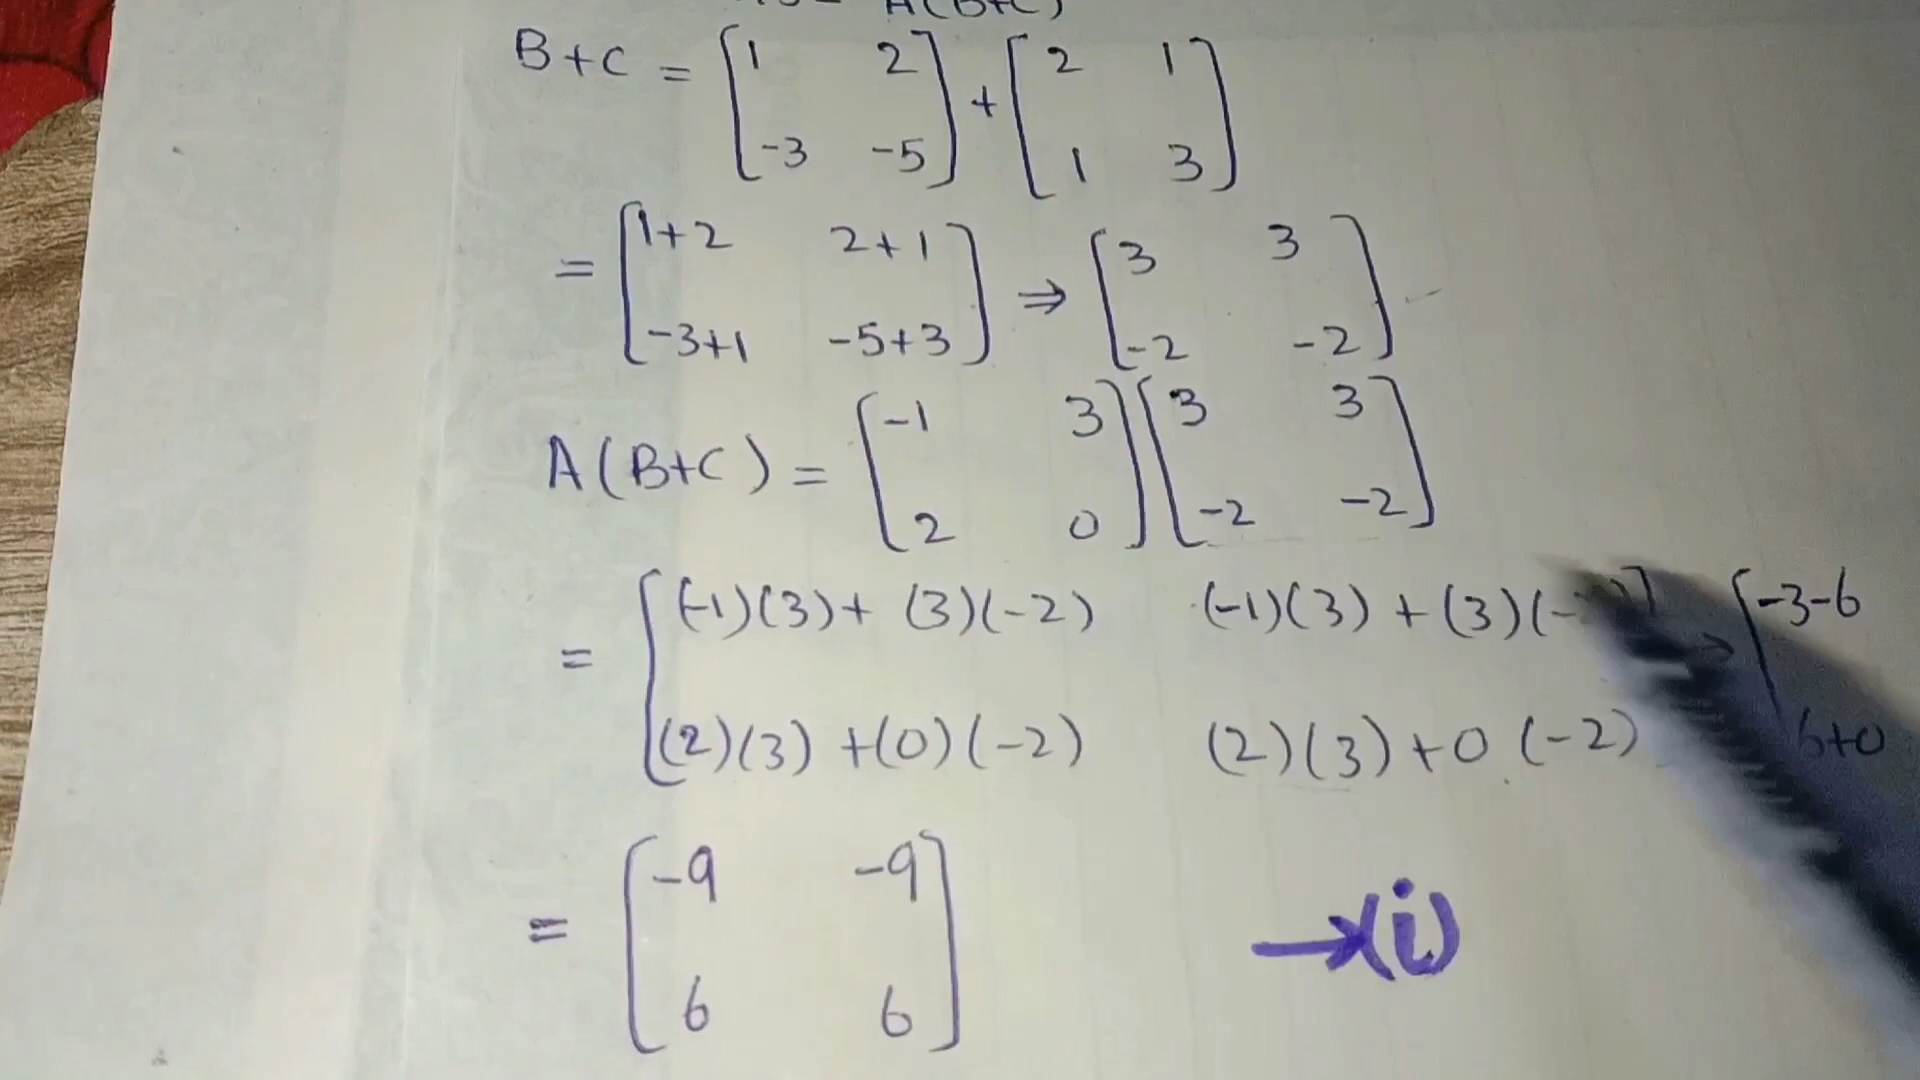 A(B+C)
B+C = [1 2 -3 -5] + [2 1 1 3]
= [1+2 2+1 -3+1 -5+3] ⇒ [3 3 -2 -2]
A(B+C) = [-1 3 2 0] [3 3 -2 -2]
= [(-1)(3)+(3)(-2) (-1)(3)+(3)(- [-3-6
(2)(3)+(0)(-2) (2)(3)+0(-2) 6+0
= [-9 -9 6 6] →(i)